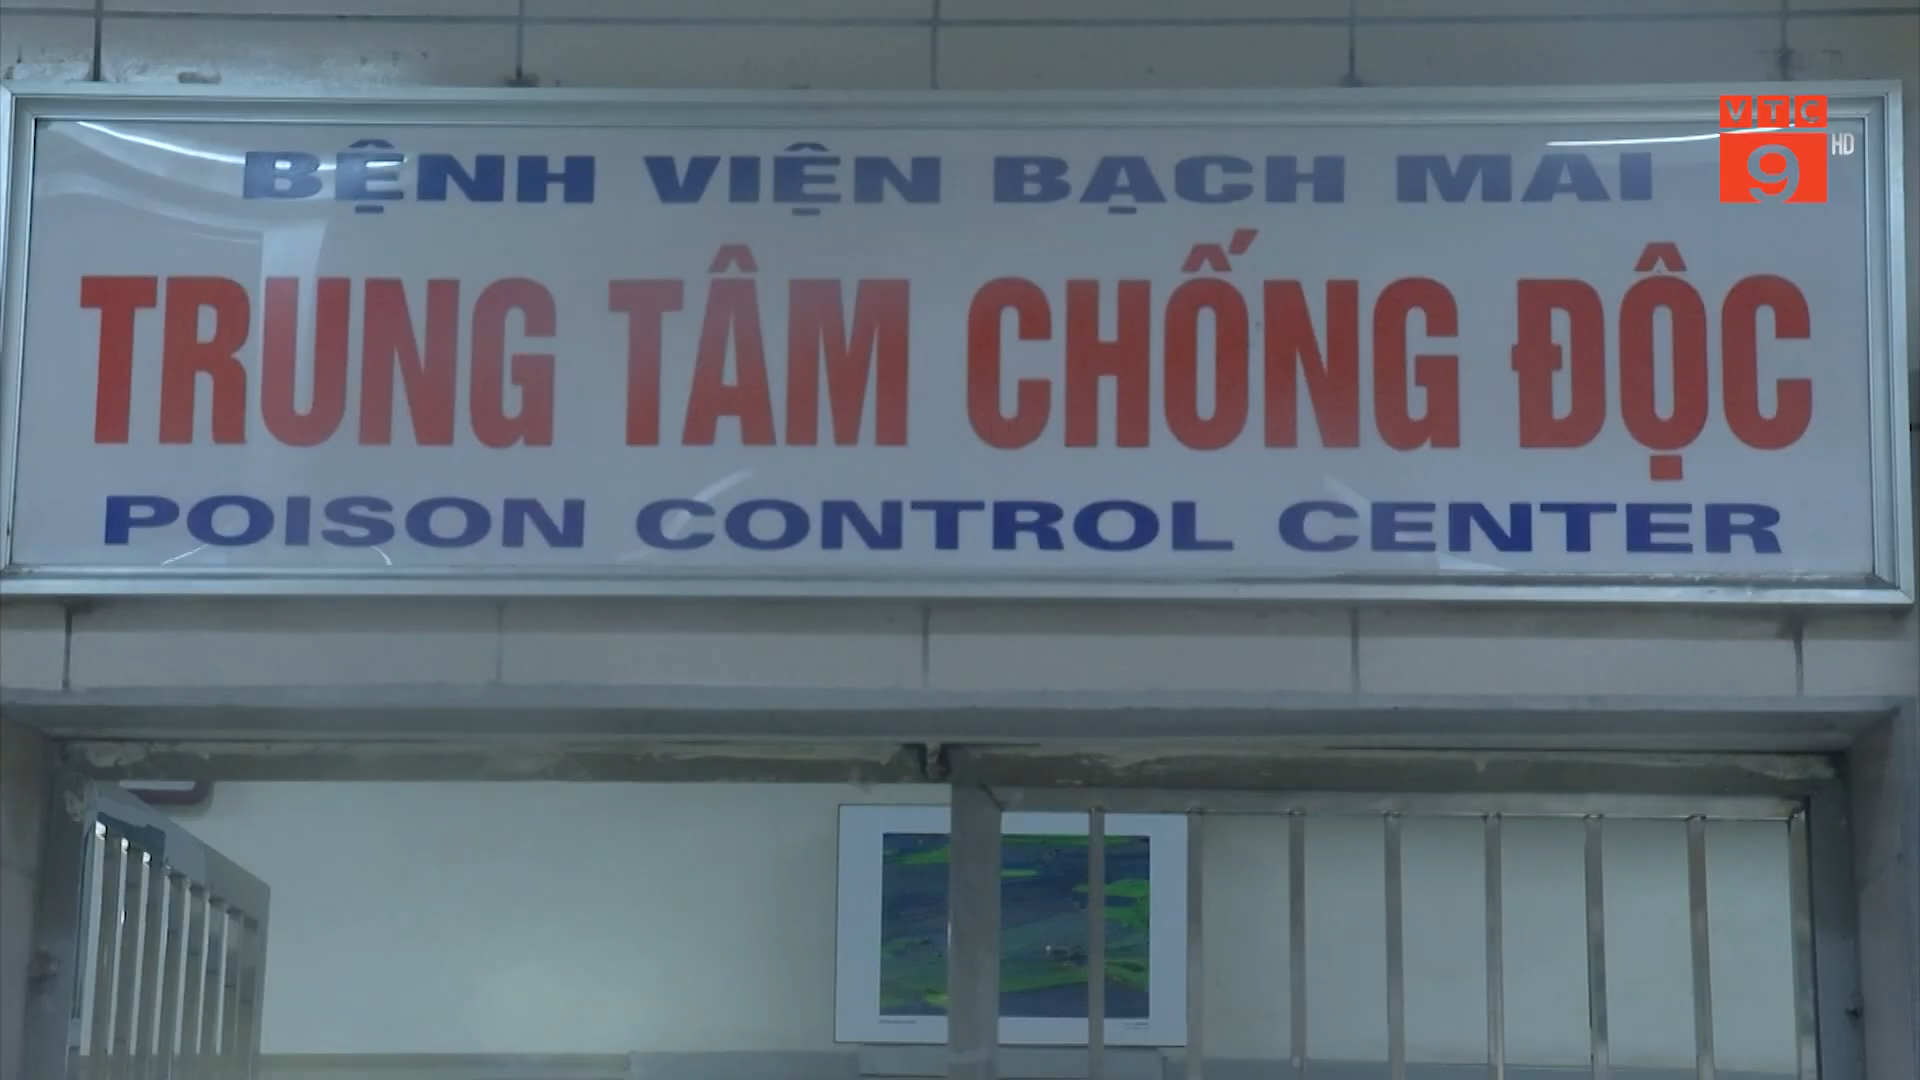 BỆNH VIỆN BẠCH MAI
TRUNG TÂM CHỐNG ĐỘC
POISON CONTROL CENTER
VTC
9
HD